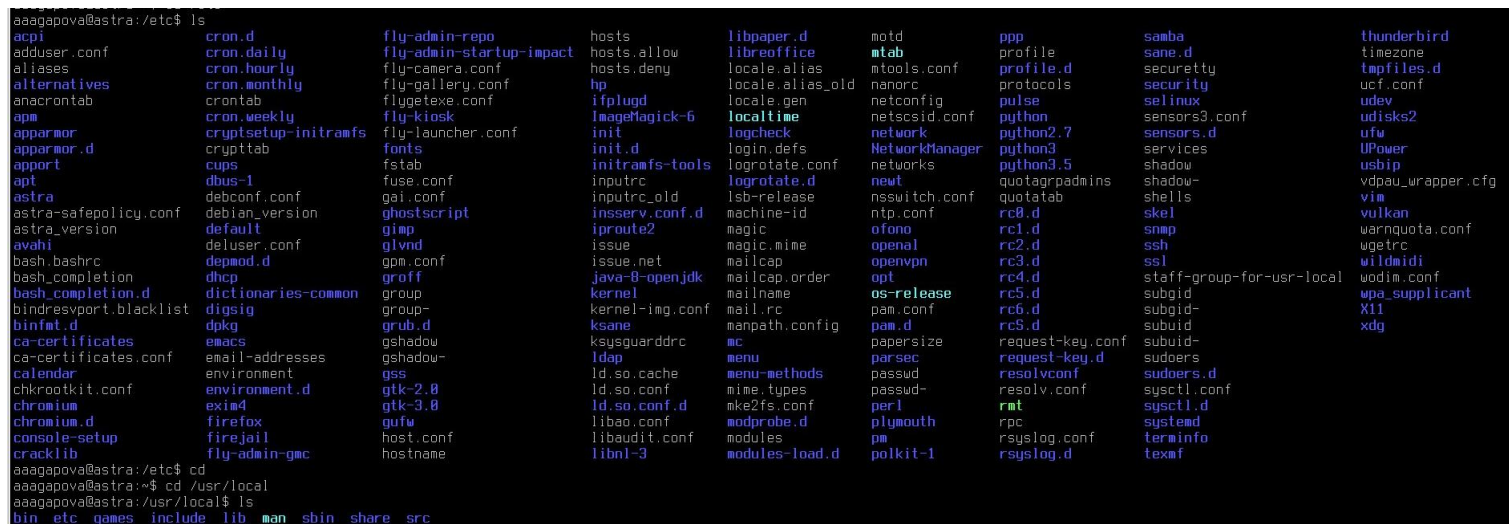 aaagapova@astra:/etc$ ls
acpi cron.d fly-admin-repo hosts libpaper.d motd ppp samba thunderbird
adduser.conf cron.daily fly-admin-startup-impact hosts.allow libreoffice mtab profile sane.d timezone
aliases cron.hourly fly-camera.conf hosts.deny locale.alias mtools.conf profile.d securetty tmpfiles.d
alternatives cron.monthly fly-gallery.conf hp locale.alias_old nanorc protocols security ucf.conf
anacrontab crontab flygetexe.conf ifplugd locale.gen netconfig pulse selinux udev
apm cron.weekly fly-kiosk ImageMagick-6 localtime netscsid.conf python sensors3.conf udisks2
apparmor cryptsetup-initramfs fly-launcher.conf init logcheck network python2.7 sensors.d ufw
apparmor.d crypttab fonts init.d login.defs NetworkManager python3 services UPower
apport cups fstab initramfs-tools logrotate.conf networks python3.5 shadow usbip
apt dbus-1 fuse.conf inputrc logrotate.d newt quotagrpadmins shadow- vdpau_wrapper.cfg
astra debconf.conf gai.conf inputrc_old lsb-release nsswitch.conf quotatab shells vim
astra-safepolicy.conf debian_version ghostscript insserv.conf.d machine-id ntp.conf rc0.d skel vulkan
astra_version default gimp iproute2 magic ofono rc1.d snmp warnquota.conf
avahi deluser.conf glvnd issue magic.mime openal rc2.d ssh wgetrc
bash.bashrc depmod.d gpm.conf issue.net mailcap openvpn rc3.d ssl wildmidi
bash_completion dhcp groff java-8-openjdk mailcap.order opt rc4.d staff-group-for-usr-local wodim.conf
bash_completion.d dictionaries-common group kernel mailname os-release rc5.d subgid wpa_supplicant
bindresvport.blacklist digsig group- kernel-img.conf mail.rc pam.conf rc6.d subgid- X11
binfmt.d dpkg grub.d ksane manpath.config pam.d rcS.d subuid xdg
ca-certificates emacs gshadow ksysguarddrc mc papersize request-key.conf subuid-
ca-certificates.conf email-addresses gshadow- ldap menu parsec request-key.d sudoers
calendar environment gss ld.so.cache menu-methods passwd resolvconf sudoers.d
chkrootkit.conf environment.d gtk-2.0 ld.so.conf mime.types passwd- resolv.conf sysctl.conf
chromium exim4 gtk-3.0 ld.so.conf.d mke2fs.conf perl rmt sysctl.d
chromium.d firefox gufw libao.conf modprobe.d plymouth rpc systemd
console-setup firejail host.conf libaudit.conf modules pm rsyslog.conf terminfo
cracklib fly-admin-gmc hostname libnl-3 modules-load.d polkit-1 rsyslog.d texmf
aaagapova@astra:/etc$ cd
aaagapova@astra:~$ cd /usr/local
aaagapova@astra:/usr/local$ ls
bin etc games include lib man sbin share src